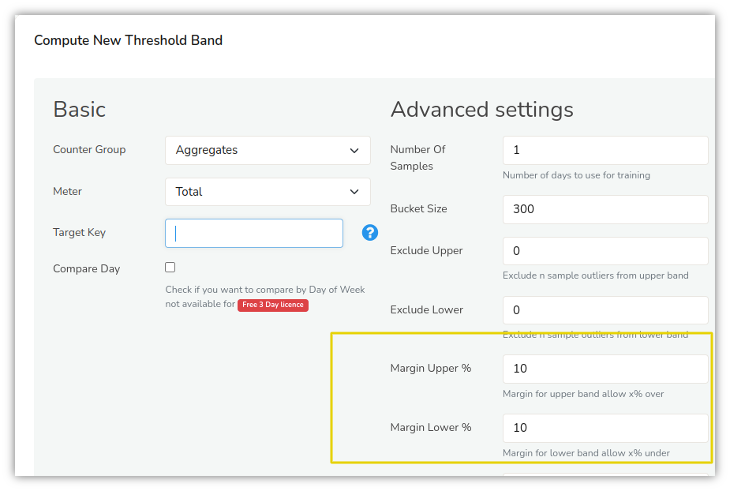 Compute New Threshold Band
Basic
Counter Group
Aggregates
Meter
Total
Target Key
?
Compare Day
Check if you want to compare by Day of Week
not available for Free 3 Day licence
Advanced settings
Number Of
Samples
1
Number of days to use for training
Bucket Size
300
Exclude Upper
0
Exclude n sample outliers from upper band
Exclude Lower
0
Exclude n sample outliers from lower band
Margin Upper %
10
Margin for upper band allow x% over
Margin Lower %
10
Margin for lower band allow x% under